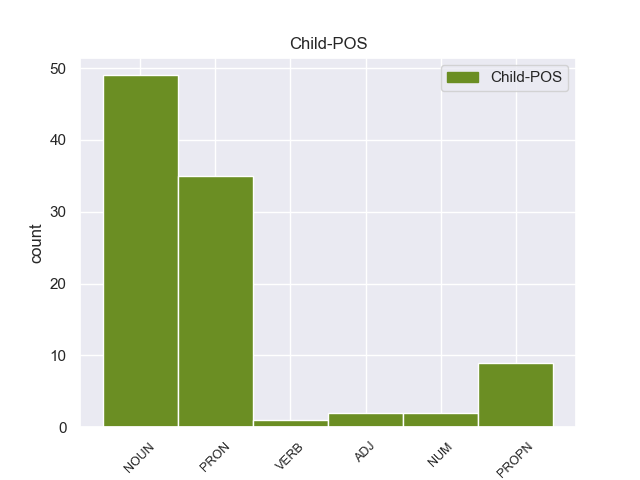 Child-POS
Child-POS
50
40
30
20
10
0
count
NOUN
PRON
VERB
ADJ
NUM
PROPN